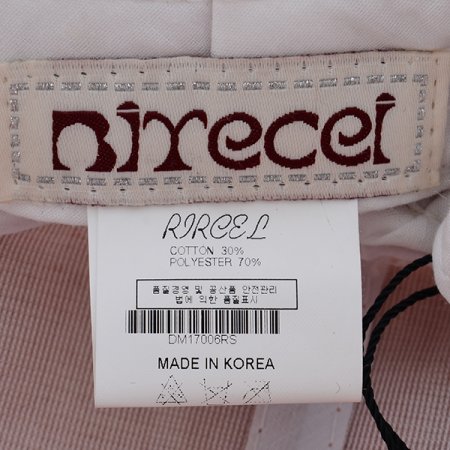 Birecei
RIRCEL
COTTON 30%
POLYESTER 70%
품질경영 및 공산품 안전관리
법에 의한 품질표시
DM17006RS
MADE IN KOREA